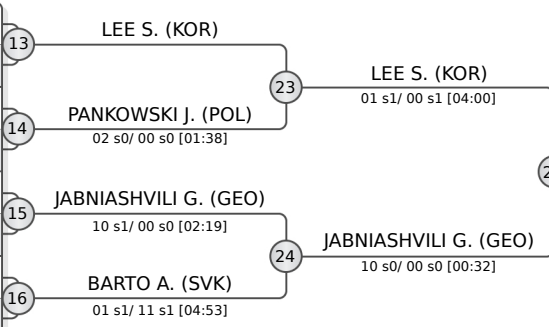 LEE S. (KOR)
13
LEE S. (KOR)
23
01 s1/ 00 s1 [04:00]
PANKOWSKI J. (POL)
14
02 s0/ 00 s0 [01:38]
JABNIASHVILI G. (GEO)
15
10 s1/ 00 s0 [02:19]
JABNIASHVILI G. (GEO)
24
10 s0/ 00 s0 [00:32]
BARTO A. (SVK)
16
01 s1/ 11 s1 [04:53]